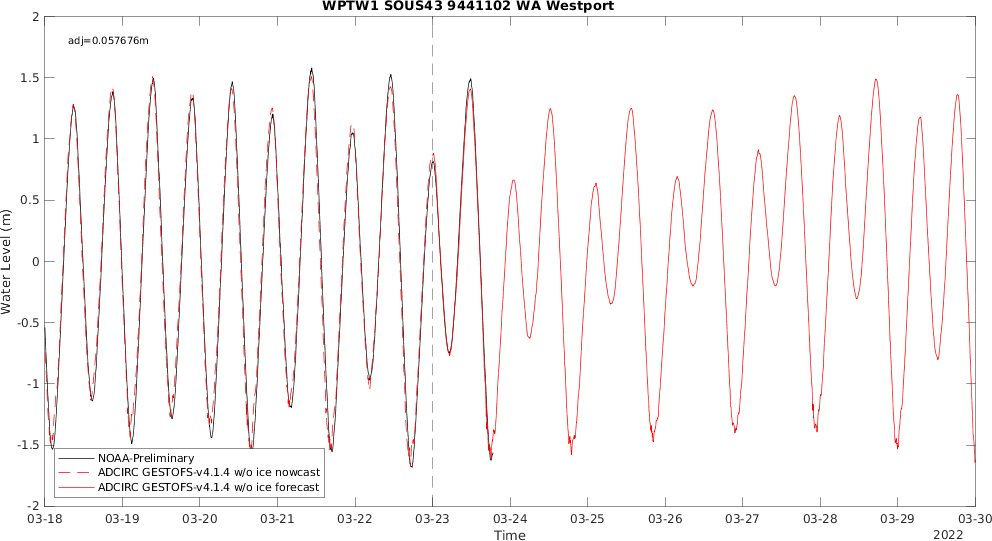 WPTW1 SOUS43 9441102 WA Westport
adj=0.057676m
2
1.5
1
0.5
0
-0.5
-1
-1.5
-2
Water Level (m)
NOAA-Preliminary
ADCIRC GESTOFS-v4.1.4 w/o ice nowcast
ADCIRC GESTOFS-v4.1.4 w/o ice forecast
03-18 03-19 03-20 03-21 03-22 03-23 03-24 03-25 03-26 03-27 03-28 03-29 03-30
Time
2022